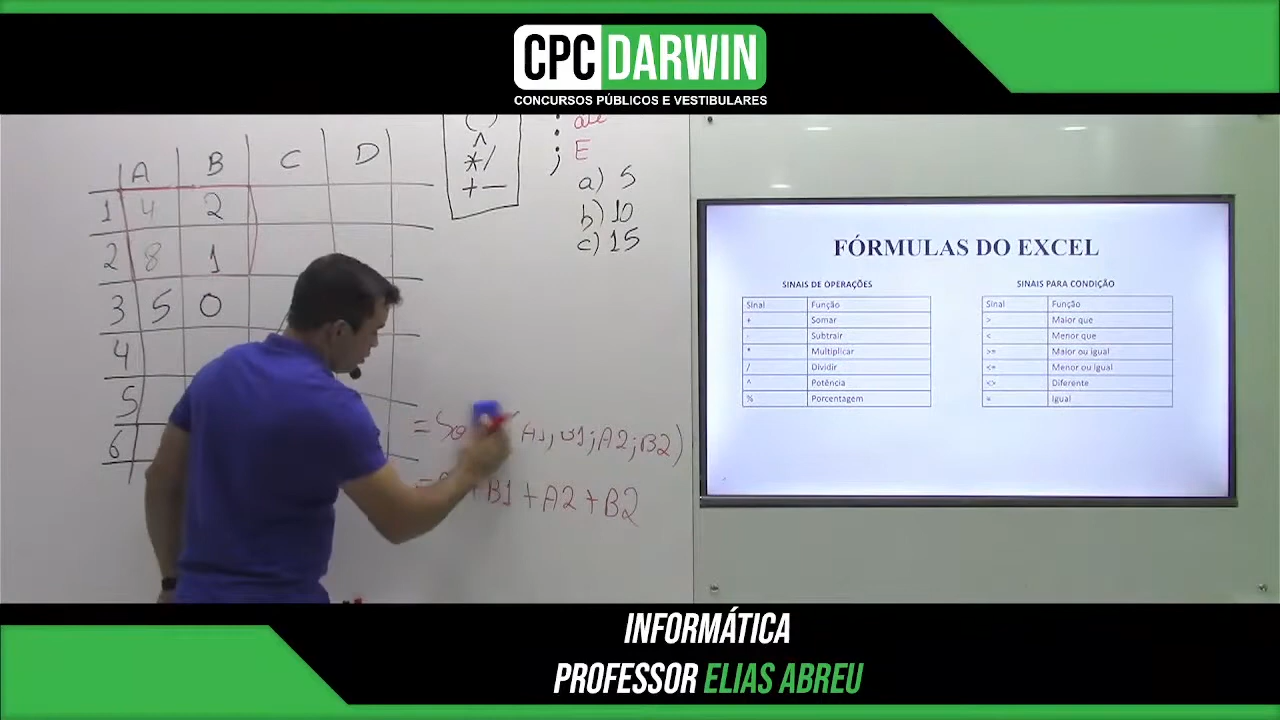 CPC DARWIN
CONCURSOS PÚBLICOS E VESTIBULARES
A B C D
1 4 2
2 8 1
3 5 0
4
5
6
( )
^
*/
+-
: até
; E
a) 5
b) 10
c) 15
A2;B2)
B1+A2+B2
FÓRMULAS DO EXCEL
SINAIS DE OPERAÇÕES
Sinal Função
+ Somar
- Subtrair
* Multiplicar
/ Dividir
^ Potência
% Porcentagem
SINAIS PARA CONDIÇÃO
Sinal Função
> Maior que
< Menor que
>= Maior ou igual
<= Menor ou igual
<> Diferente
= Igual
INFORMÁTICA
PROFESSOR ELIAS ABREU